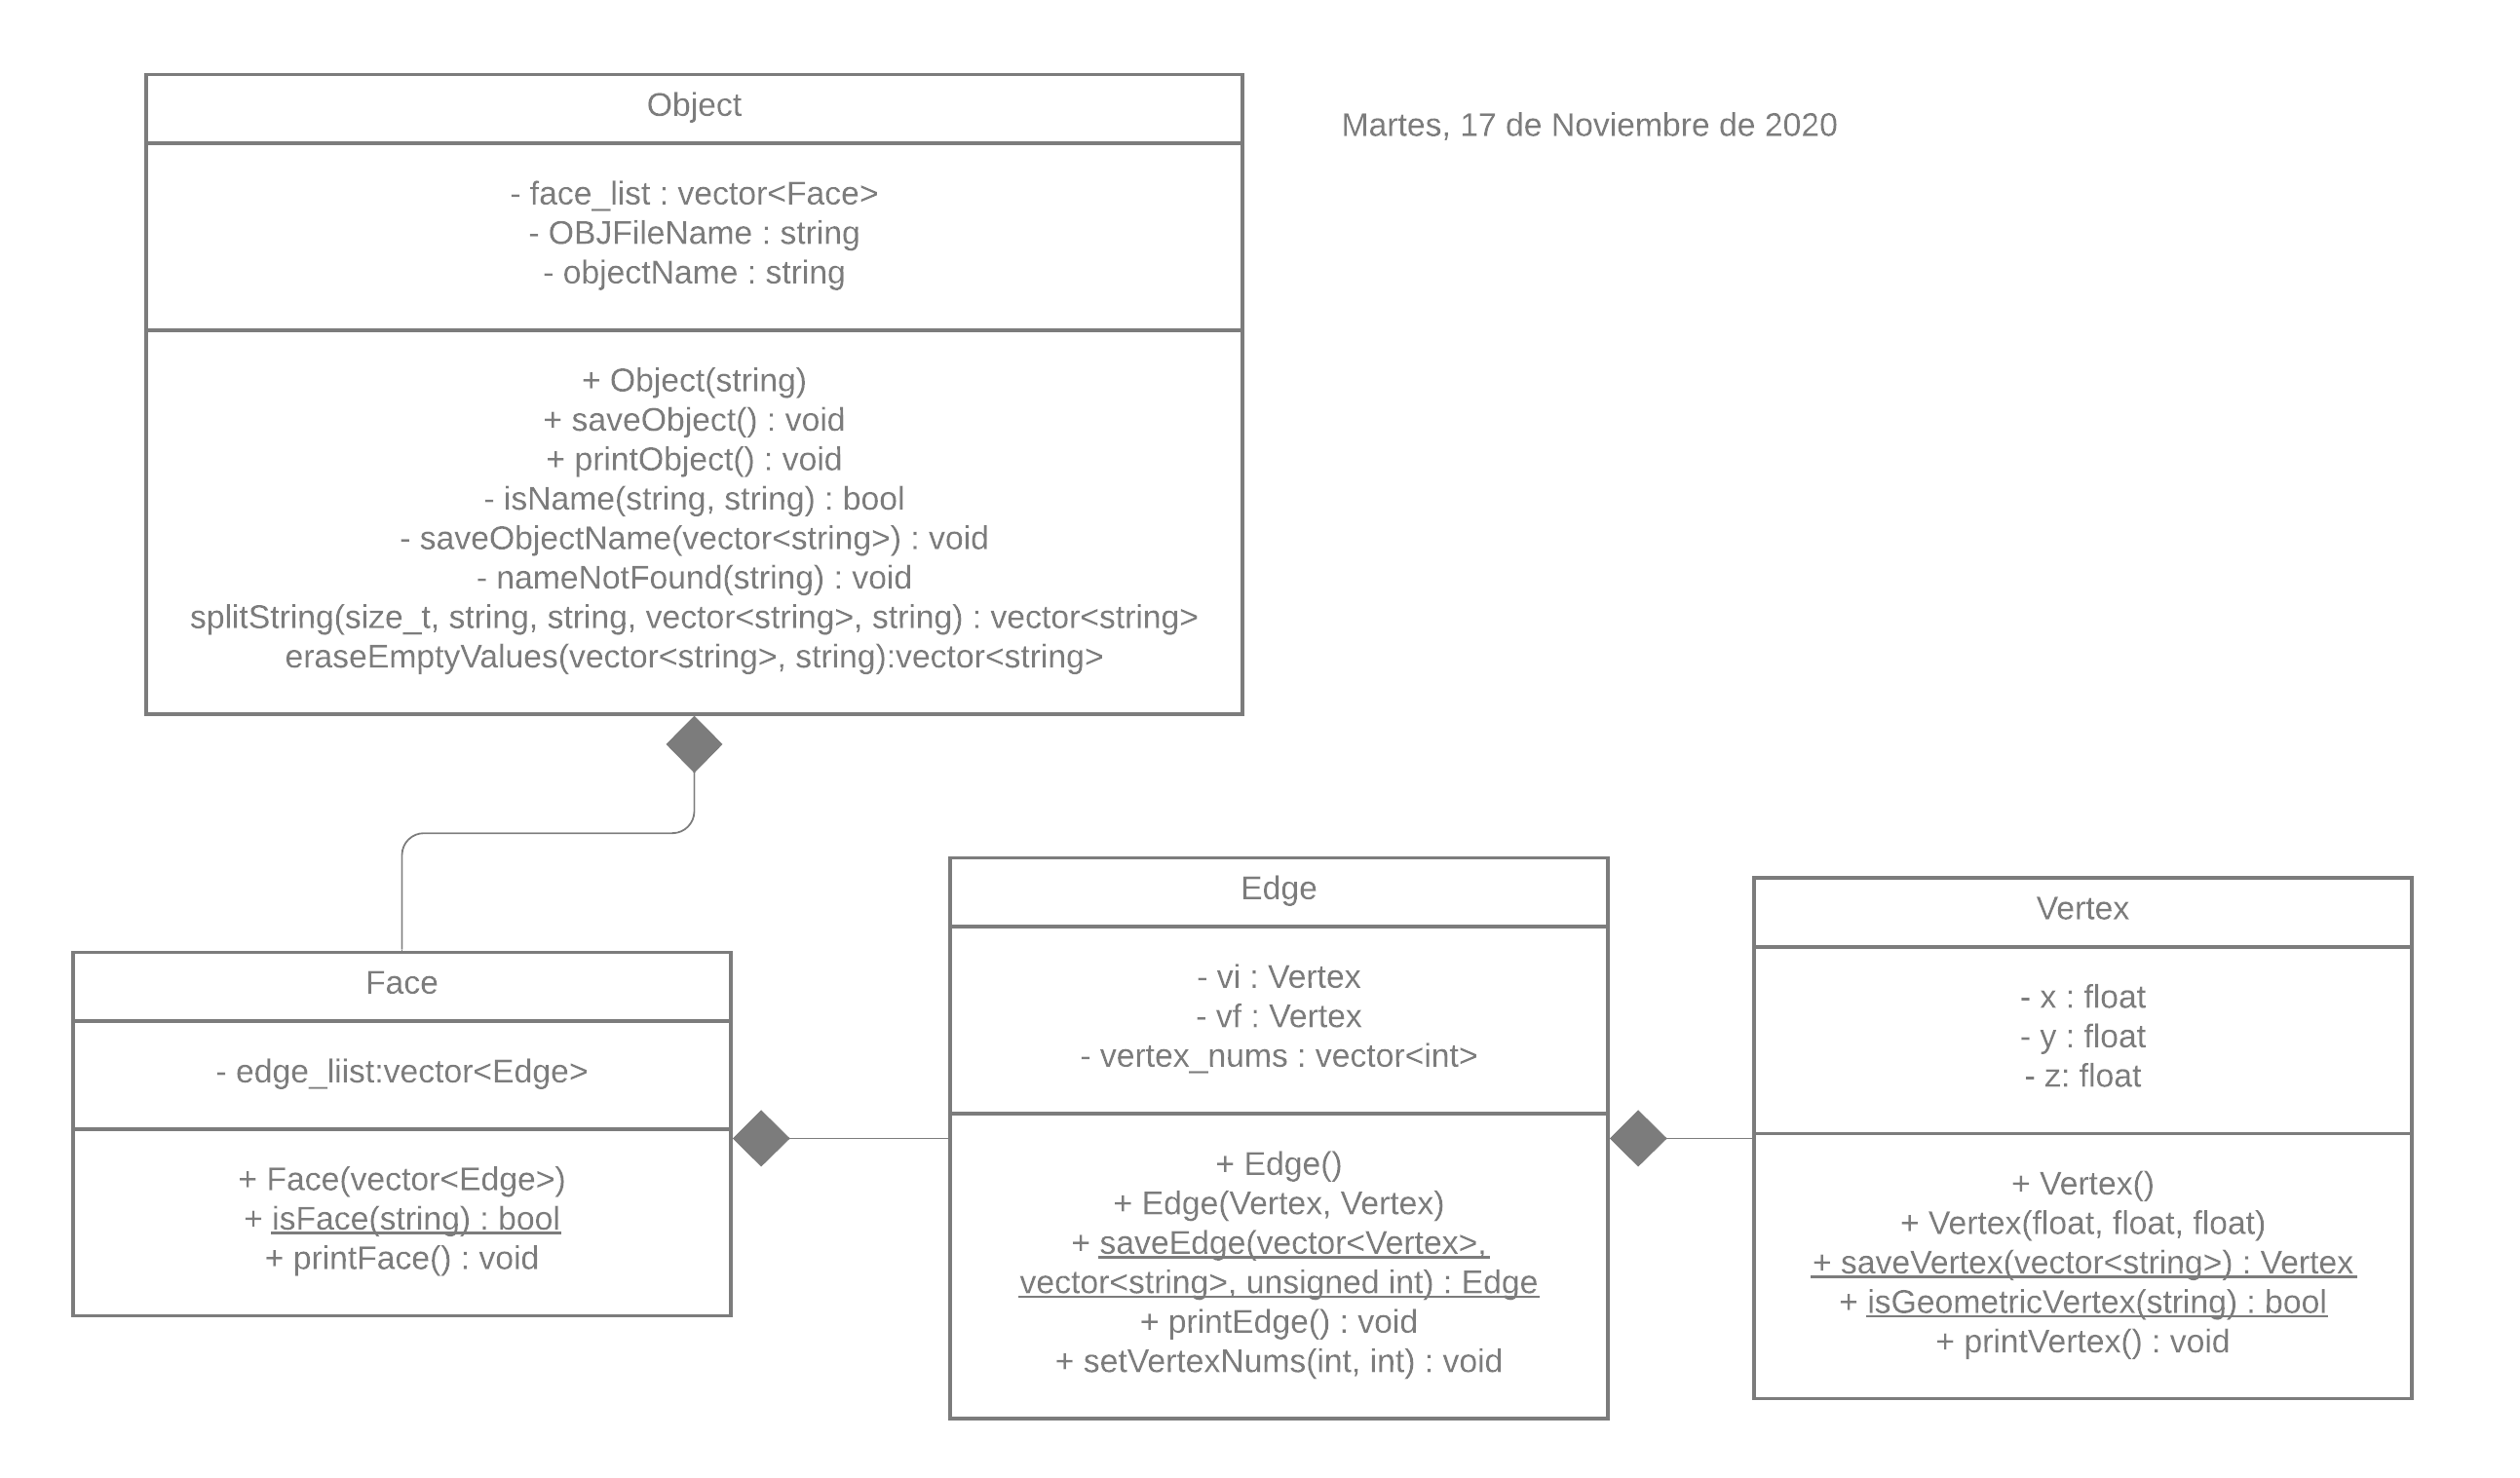 Object
Martes, 17 de Noviembre de 2020
- face_list : vector<Face>
- OBJFileName : string
- objectName : string
+ Object(string)
+ saveObject() : void
+ printObject() : void
- isName(string, string) : bool
- saveObjectName(vector<string>) : void
- nameNotFound(string) : void
splitString(size_t, string, string, vector<string>, string) : vector<string>
eraseEmptyValues(vector<string>, string):vector<string>
Face
- edge_liist:vector<Edge>
+ Face(vector<Edge>)
+ isFace(string) : bool
+ printFace() : void
Edge
- vi : Vertex
- vf : Vertex
- vertex_nums : vector<int>
+ Edge()
+ Edge(Vertex, Vertex)
+ saveEdge(vector<Vertex>,
vector<string>, unsigned int) : Edge
+ printEdge() : void
+ setVertexNums(int, int) : void
Vertex
- x : float
- y : float
- z: float
+ Vertex()
+ Vertex(float, float, float)
+ saveVertex(vector<string>) : Vertex
+ isGeometricVertex(string) : bool
+ printVertex() : void